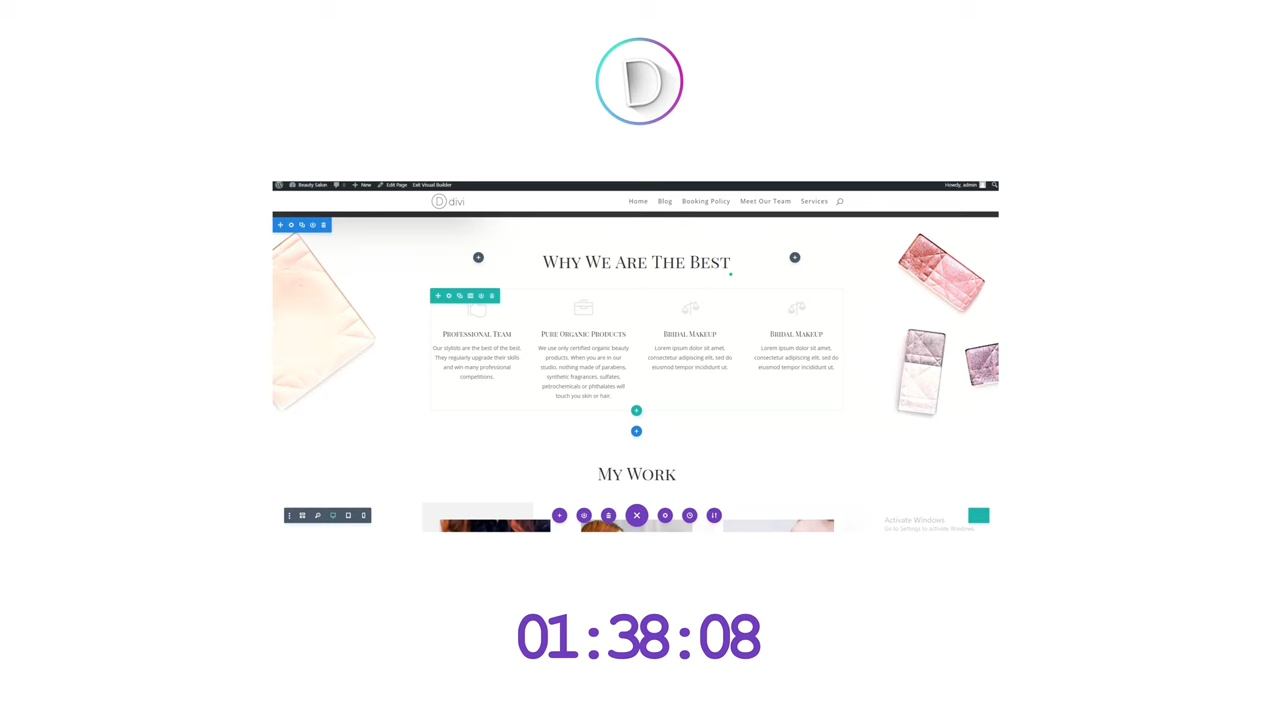 D
Beauty Salon 0 New Edit Page Exit Visual Builder Howdy, admin
D divi Home Blog Booking Policy Meet Our Team Services
Why We Are The Best
Professional Team
Our stylists are the best of the best.
They regularly upgrade their skills
and win many professional
competitions.
Pure Organic Products
We use only certified organic beauty
products. When you are in our
studio, nothing made of parabens,
synthetic fragrances, sulfates,
petrochemicals or phthalates will
touch you skin or hair.
Bridal Makeup
Lorem ipsum dolor sit amet,
consectetur adipiscing elit, sed do
eiusmod tempor incididunt ut.
Bridal Makeup
Lorem ipsum dolor sit amet,
consectetur adipiscing elit, sed do
eiusmod tempor incididunt ut.
My Work
Activate Windows
Go to Settings to activate Windows.
01:38:08